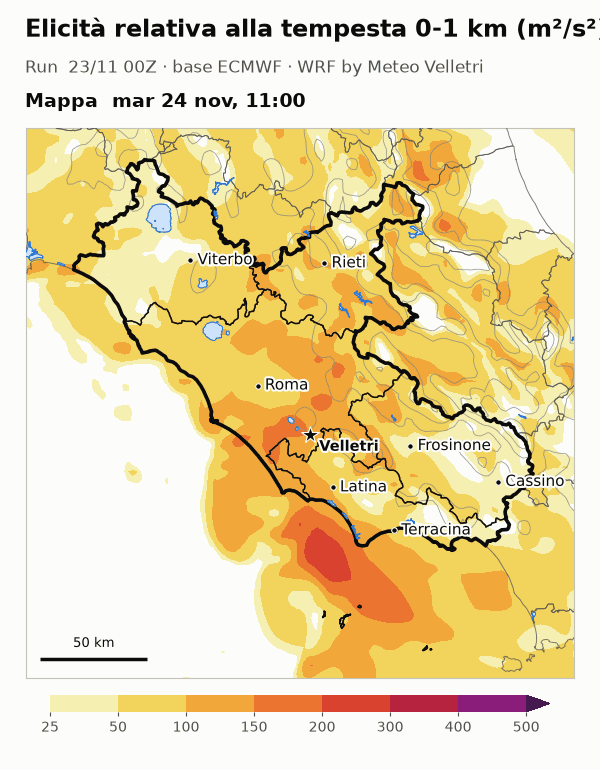 Elicità relativa alla tempesta 0-1 km (m²/s²)
Run  23/11 00Z · base ECMWF · WRF by Meteo Velletri
Mappa  mar 24 nov, 11:00
Viterbo
Rieti
Roma
Velletri
Frosinone
Latina
Cassino
Terracina
50 km
25 50 100 150 200 300 400 500